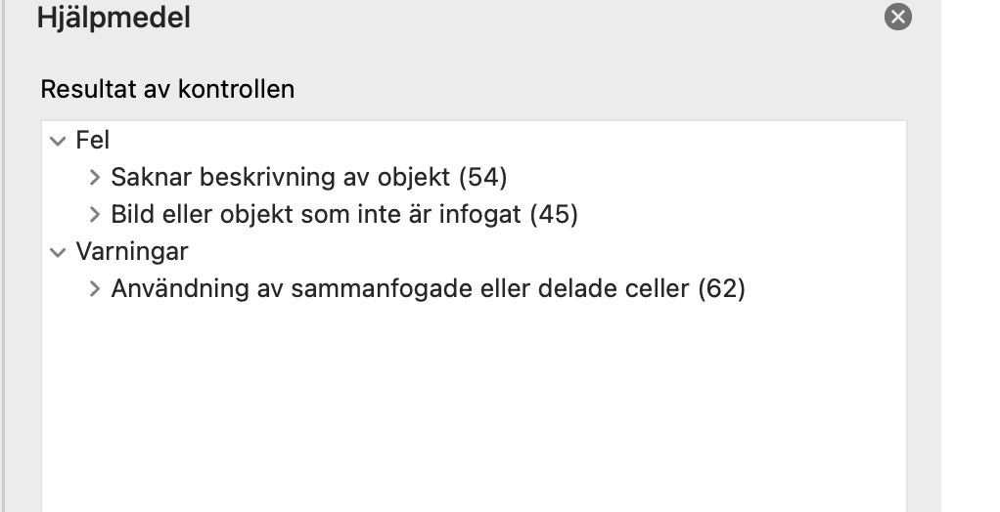 Hjälpmedel
Resultat av kontrollen
Fel
Saknar beskrivning av objekt (54)
Bild eller objekt som inte är infogat (45)
Varningar
Användning av sammanfogade eller delade celler (62)